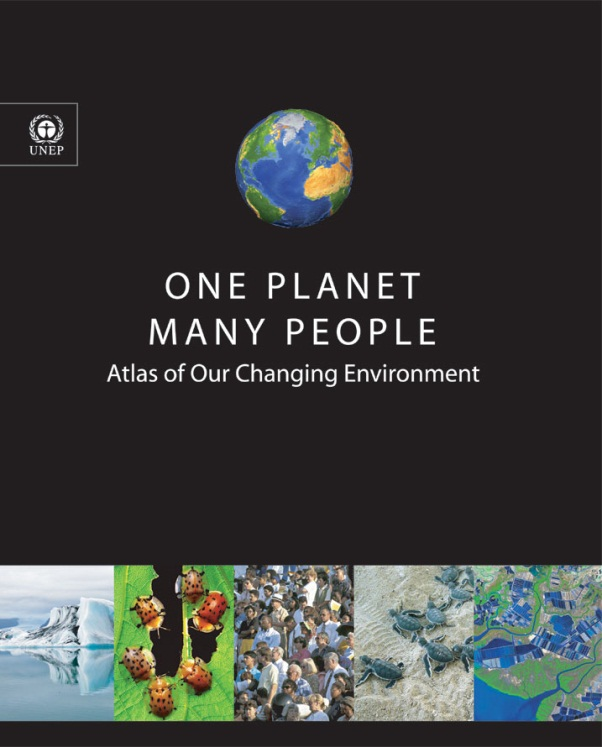 UNEP
ONE PLANET
MANY PEOPLE
Atlas of Our Changing Environment